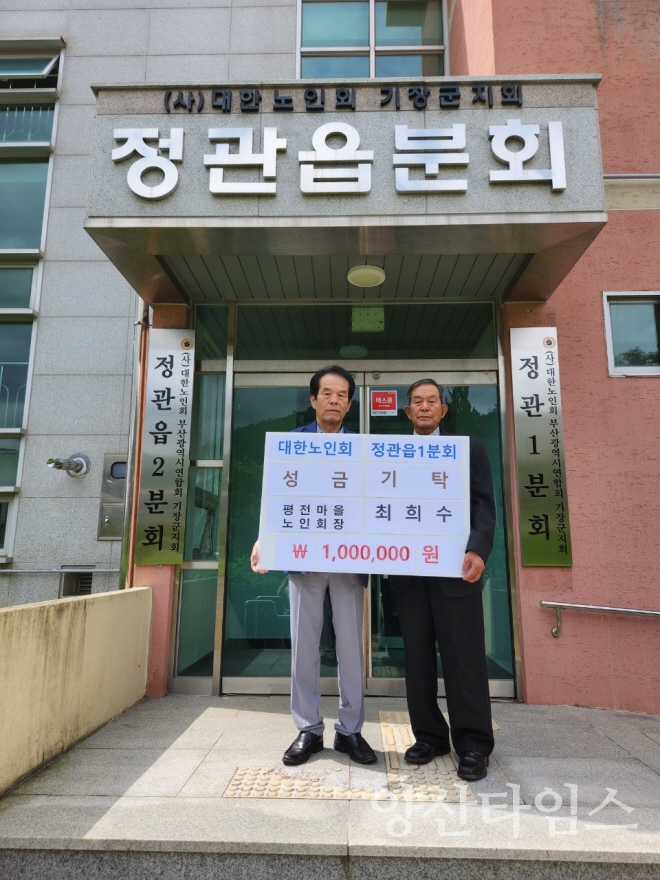 (사)대한노인회 기장군지회
정관읍분회
(사)대한노인회 부산광역시연합회 기장군지회
정관읍2분회
(사)대한노인회 부산광역시연합회 기장군지회
정관1분회
에스원
대한노인회 정관읍1분회
성금 기탁
평전마을 최희수
노인회장
₩ 1,000,000 원
양산타임스